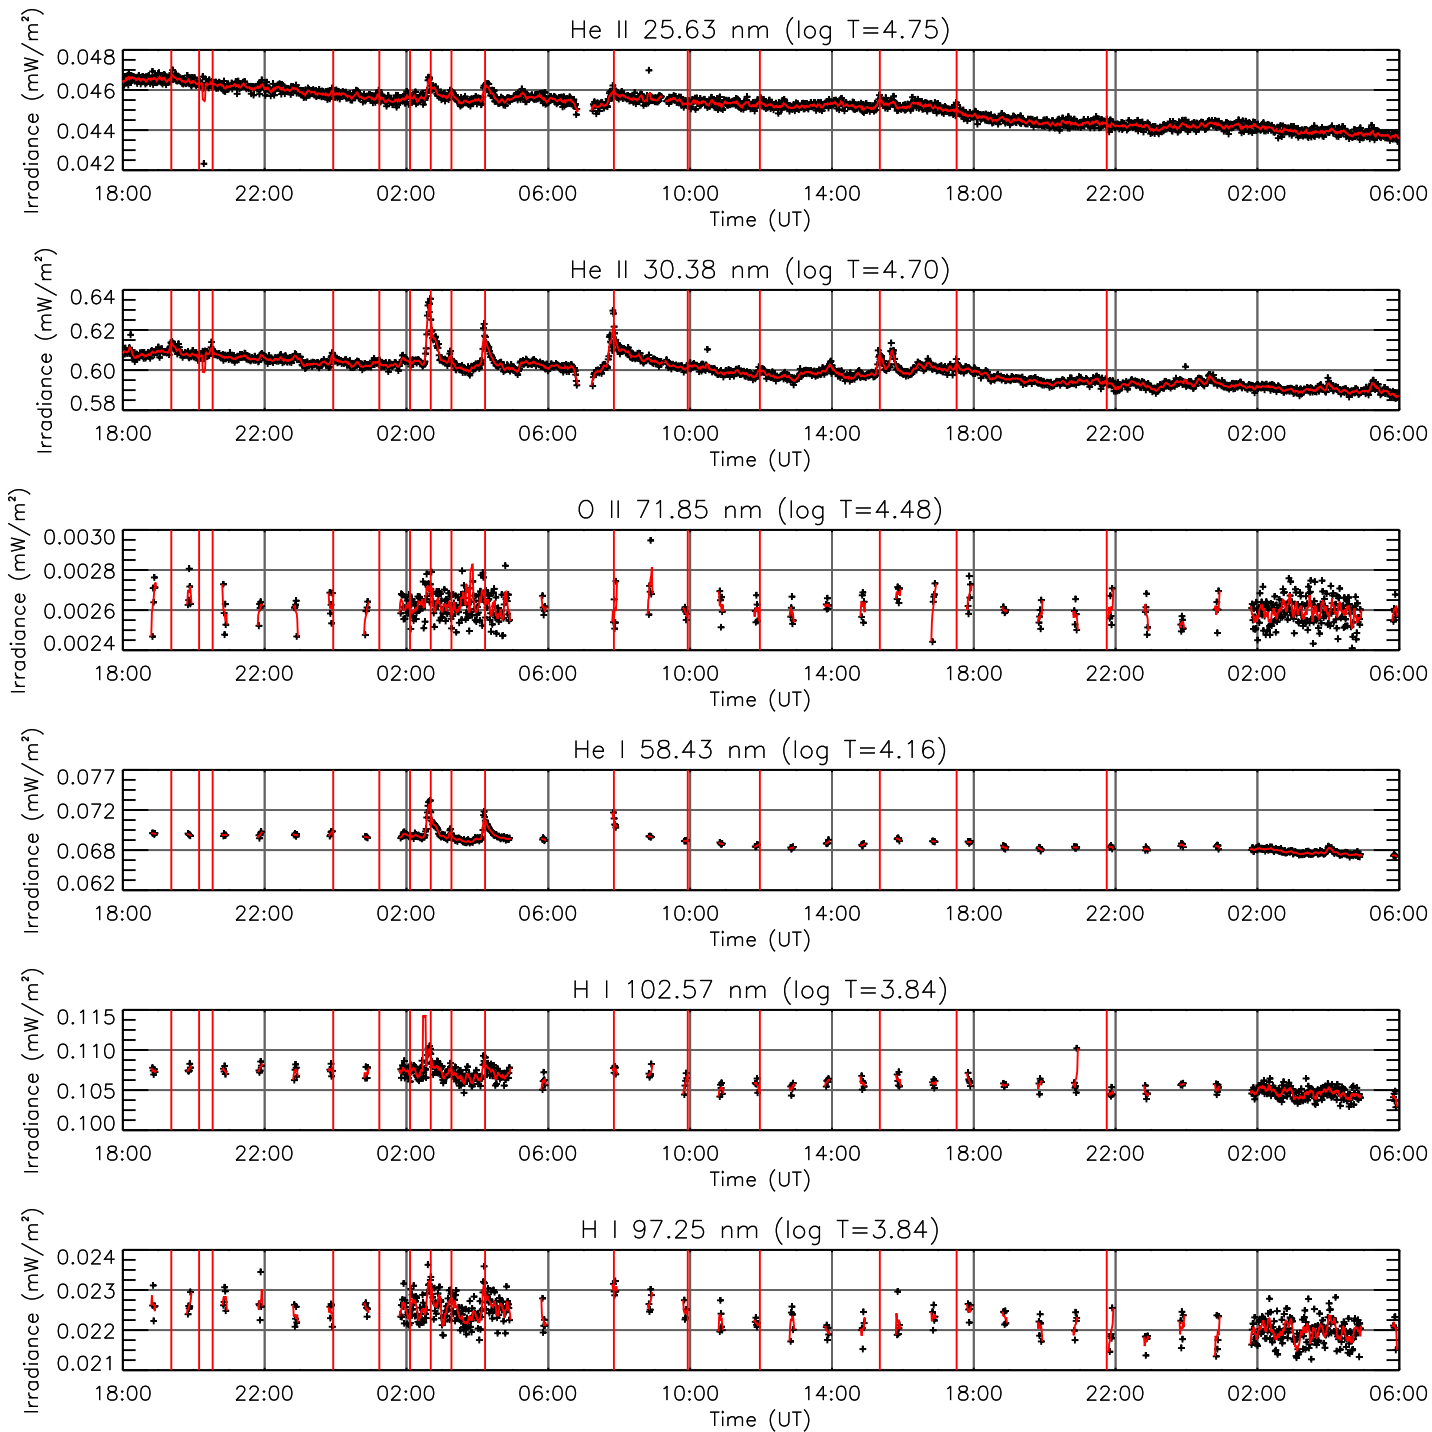 He II 25.63 nm (log T=4.75)
Irradiance (mW/m²)
0.048
0.046
0.044
0.042
18:00 22:00 02:00 06:00 10:00 14:00 18:00 22:00 02:00 06:00
Time (UT)
He II 30.38 nm (log T=4.70)
Irradiance (mW/m²)
0.64
0.62
0.60
0.58
18:00 22:00 02:00 06:00 10:00 14:00 18:00 22:00 02:00 06:00
Time (UT)
O II 71.85 nm (log T=4.48)
Irradiance (mW/m²)
0.0030
0.0028
0.0026
0.0024
18:00 22:00 02:00 06:00 10:00 14:00 18:00 22:00 02:00 06:00
Time (UT)
He I 58.43 nm (log T=4.16)
Irradiance (mW/m²)
0.077
0.072
0.068
0.062
18:00 22:00 02:00 06:00 10:00 14:00 18:00 22:00 02:00 06:00
Time (UT)
H I 102.57 nm (log T=3.84)
Irradiance (mW/m²)
0.115
0.110
0.105
0.100
18:00 22:00 02:00 06:00 10:00 14:00 18:00 22:00 02:00 06:00
Time (UT)
H I 97.25 nm (log T=3.84)
Irradiance (mW/m²)
0.024
0.023
0.022
0.021
18:00 22:00 02:00 06:00 10:00 14:00 18:00 22:00 02:00 06:00
Time (UT)